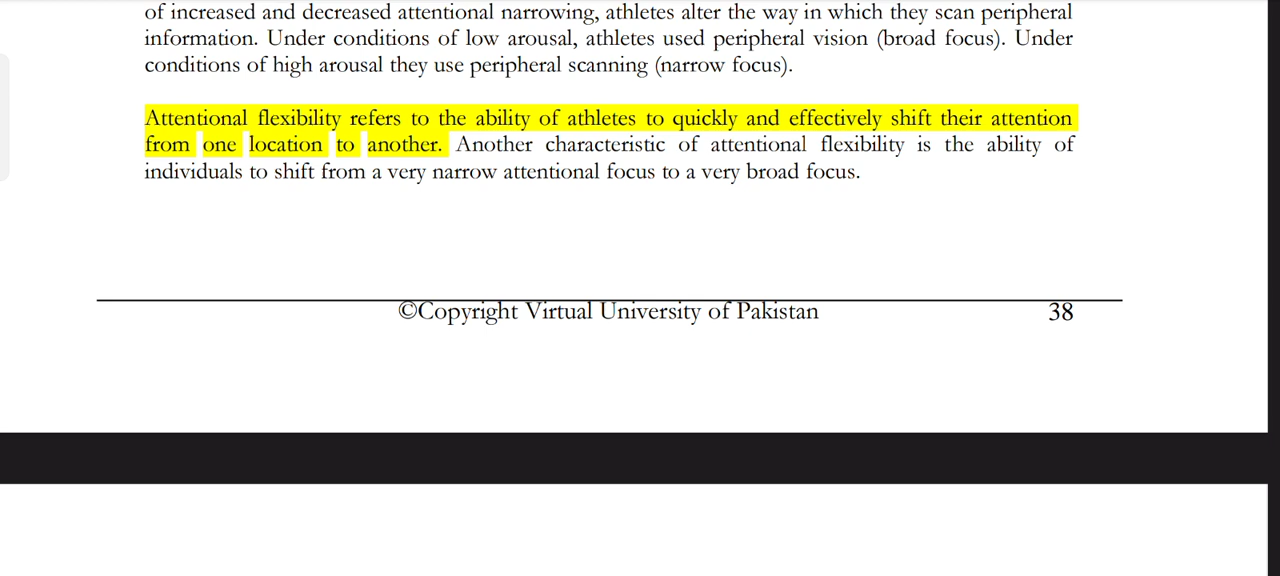 of increased and decreased attentional narrowing, athletes alter the way in which they scan peripheral
information. Under conditions of low arousal, athletes used peripheral vision (broad focus). Under
conditions of high arousal they use peripheral scanning (narrow focus).
Attentional flexibility refers to the ability of athletes to quickly and effectively shift their attention
from one location to another. Another characteristic of attentional flexibility is the ability of
individuals to shift from a very narrow attentional focus to a very broad focus.
©Copyright Virtual University of Pakistan 38